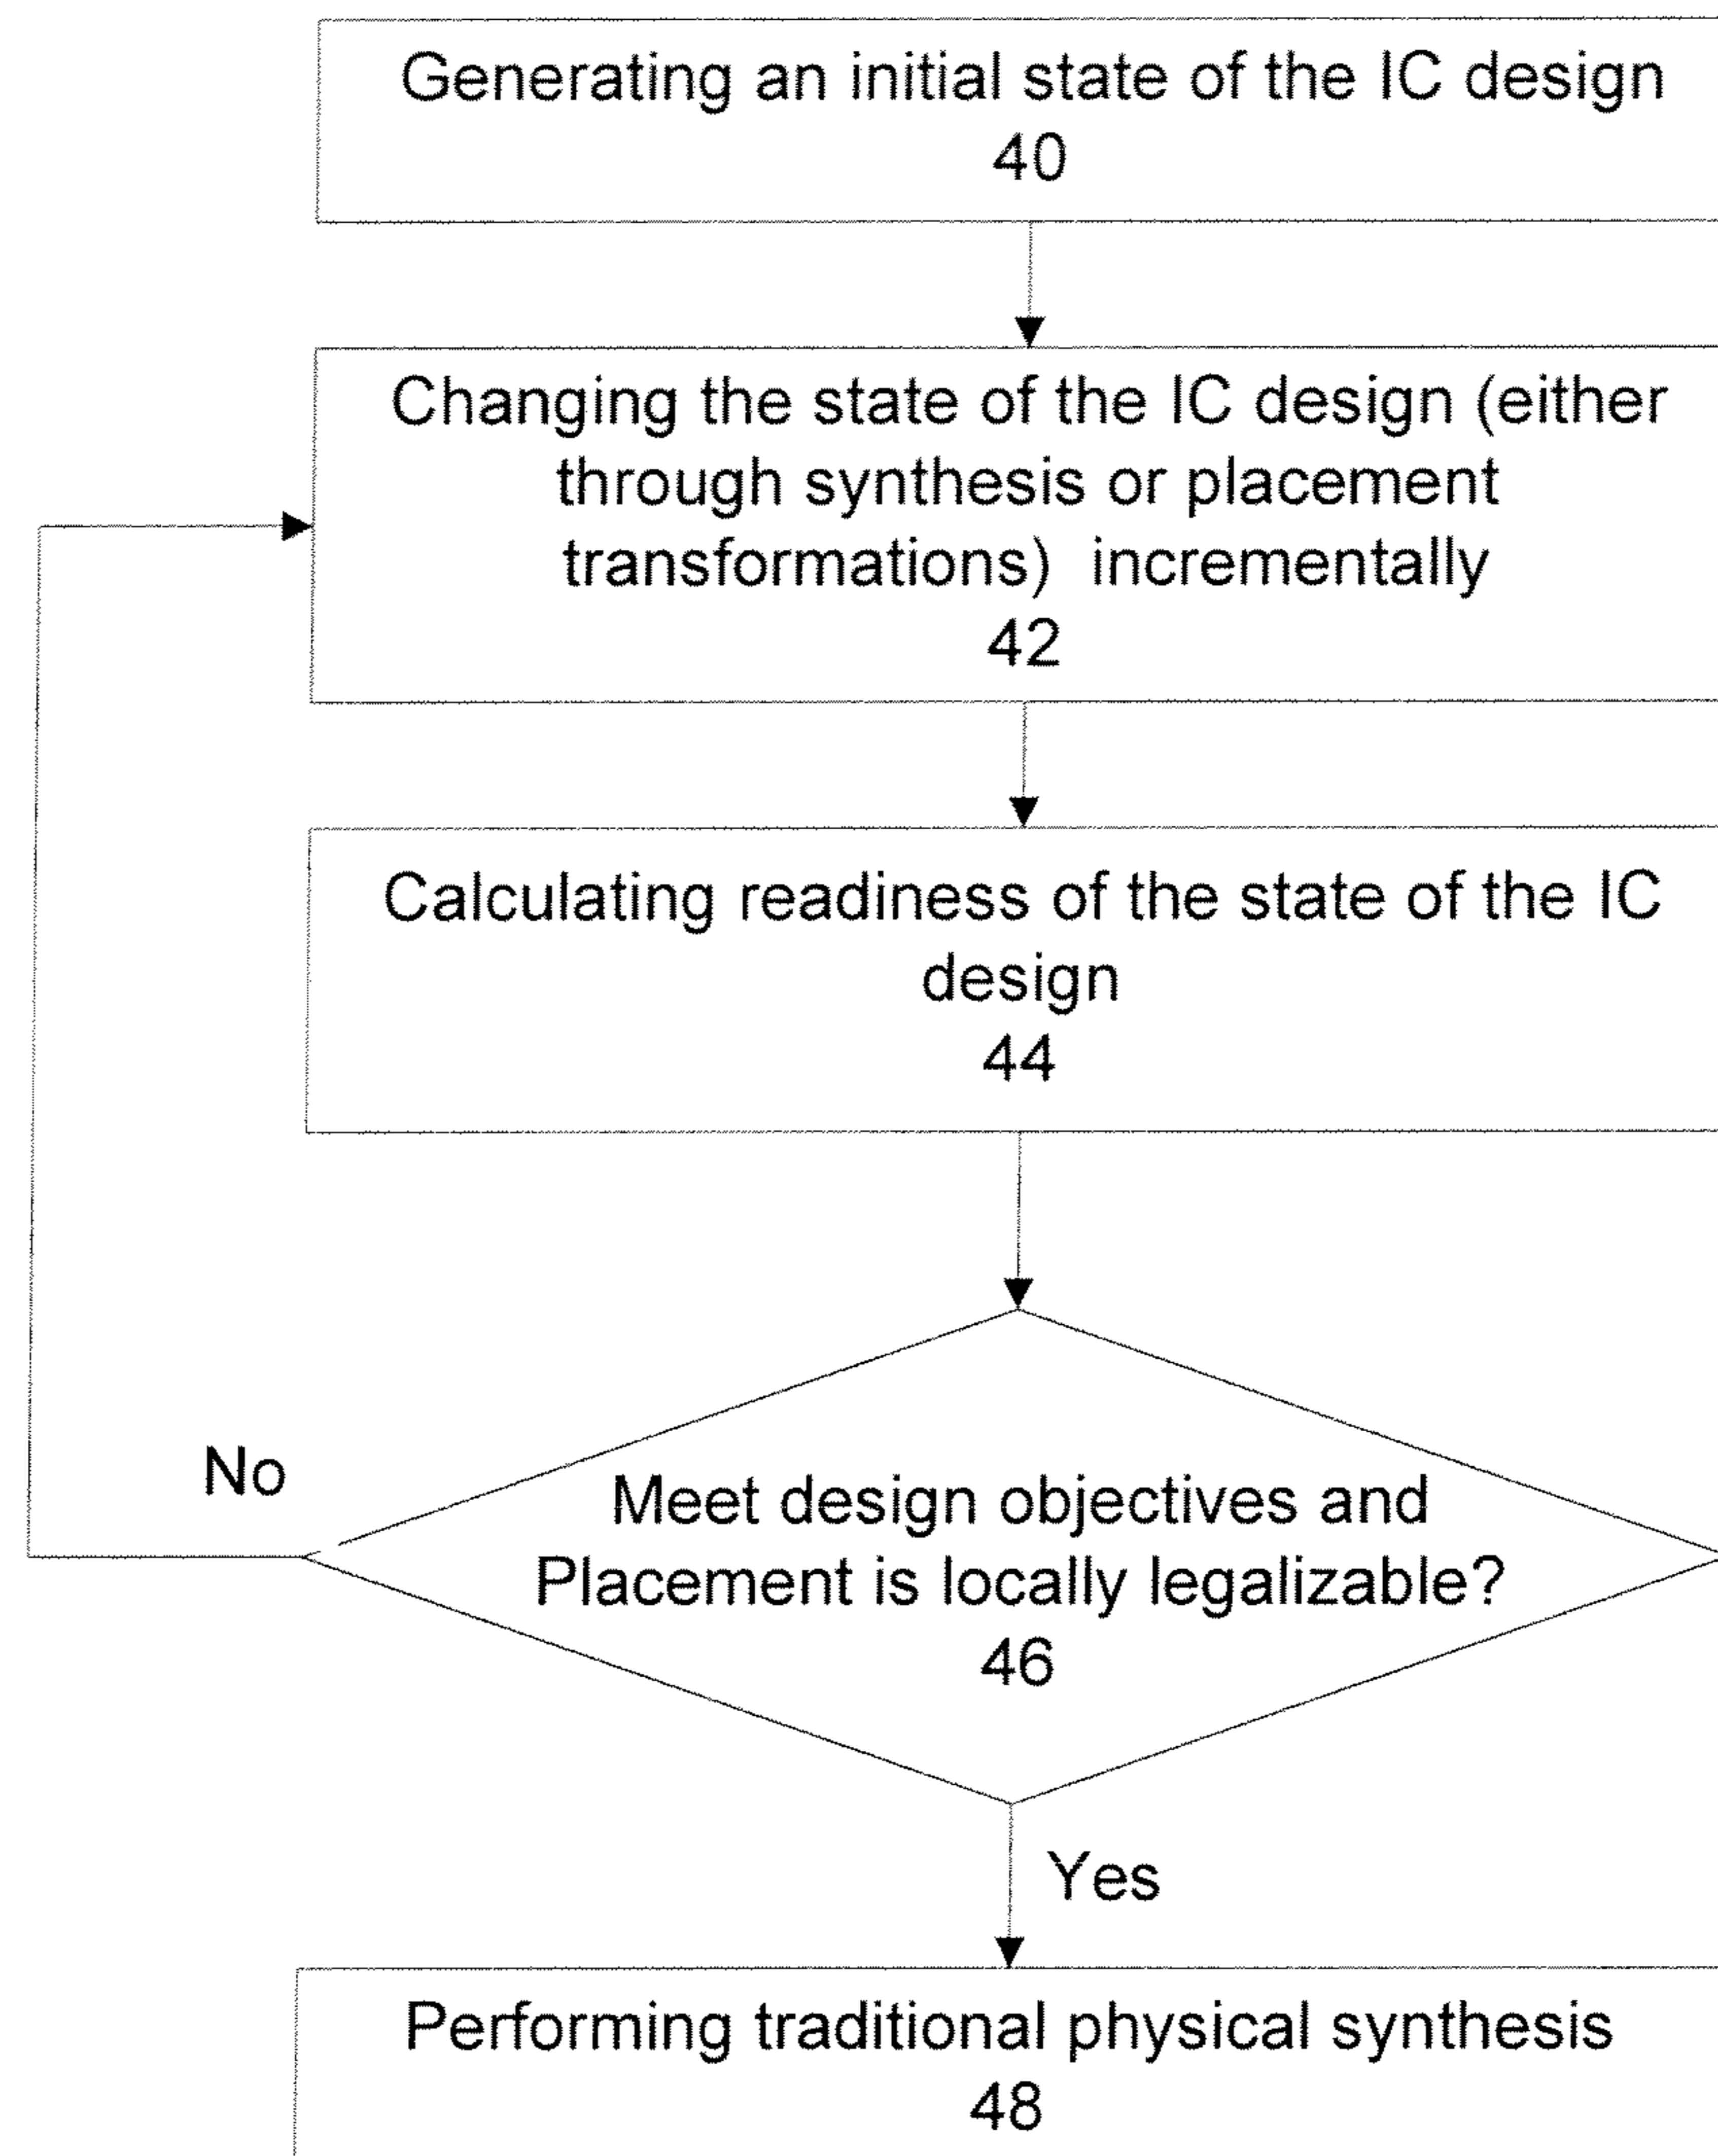 Generating an initial state of the IC design
40
Changing the state of the IC design (either
through synthesis or placement
transformations) incrementally
42
Calculating readiness of the state of the IC
design
44
No
Meet design objectives and
Placement is locally legalizable?
46
Yes
Performing traditional physical synthesis
48